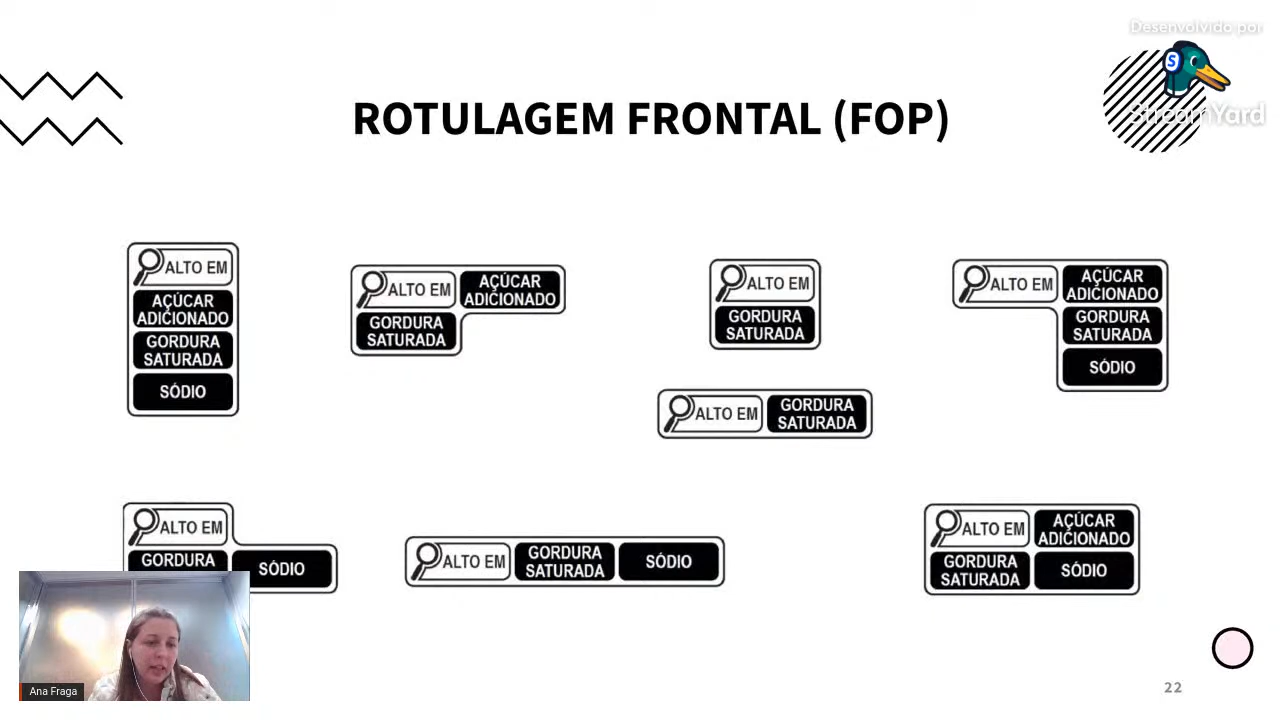 Desenvolvido por
StreamYard
ROTULAGEM FRONTAL (FOP)
ALTO EM
AÇÚCAR
ADICIONADO
GORDURA
SATURADA
SÓDIO
ALTO EM
AÇÚCAR
ADICIONADO
GORDURA
SATURADA
ALTO EM
GORDURA
SATURADA
ALTO EM
AÇÚCAR
ADICIONADO
GORDURA
SATURADA
SÓDIO
ALTO EM
GORDURA
SATURADA
ALTO EM
GORDURA
SÓDIO
ALTO EM
GORDURA
SATURADA
SÓDIO
ALTO EM
AÇÚCAR
ADICIONADO
GORDURA
SATURADA
SÓDIO
Ana Fraga
22